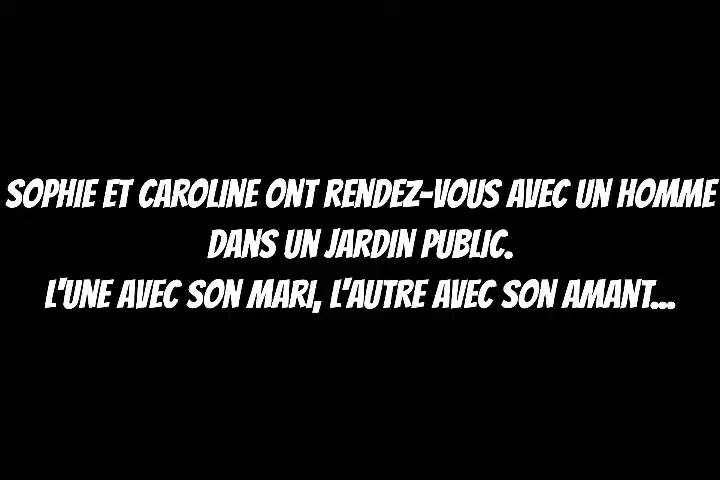 SOPHIE ET CAROLINE ONT RENDEZ-VOUS AVEC UN HOMME
DANS UN JARDIN PUBLIC.
L'UNE AVEC SON MARI, L'AUTRE AVEC SON AMANT...